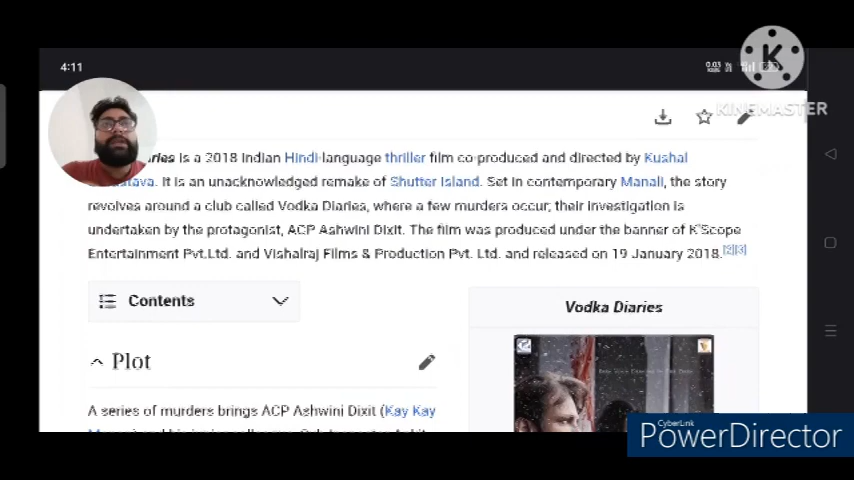 4:11
KINEMASTER
ries is a 2018 Indian Hindi-language thriller film co-produced and directed by Kushal
. It is an unacknowledged remake of Shutter Island. Set in contemporary Manali, the story
revolves around a club called Vodka Diaries, where a few murders occur; their investigation is
undertaken by the protagonist, ACP Ashwini Dixit. The film was produced under the banner of K'Scope
Entertainment Pvt.Ltd. and Vishalraj Films & Production Pvt. Ltd. and released on 19 January 2018.[2][3]
Contents
Vodka Diaries
Plot
A series of murders brings ACP Ashwini Dixit (Kay Kay
CyberLink
PowerDirector